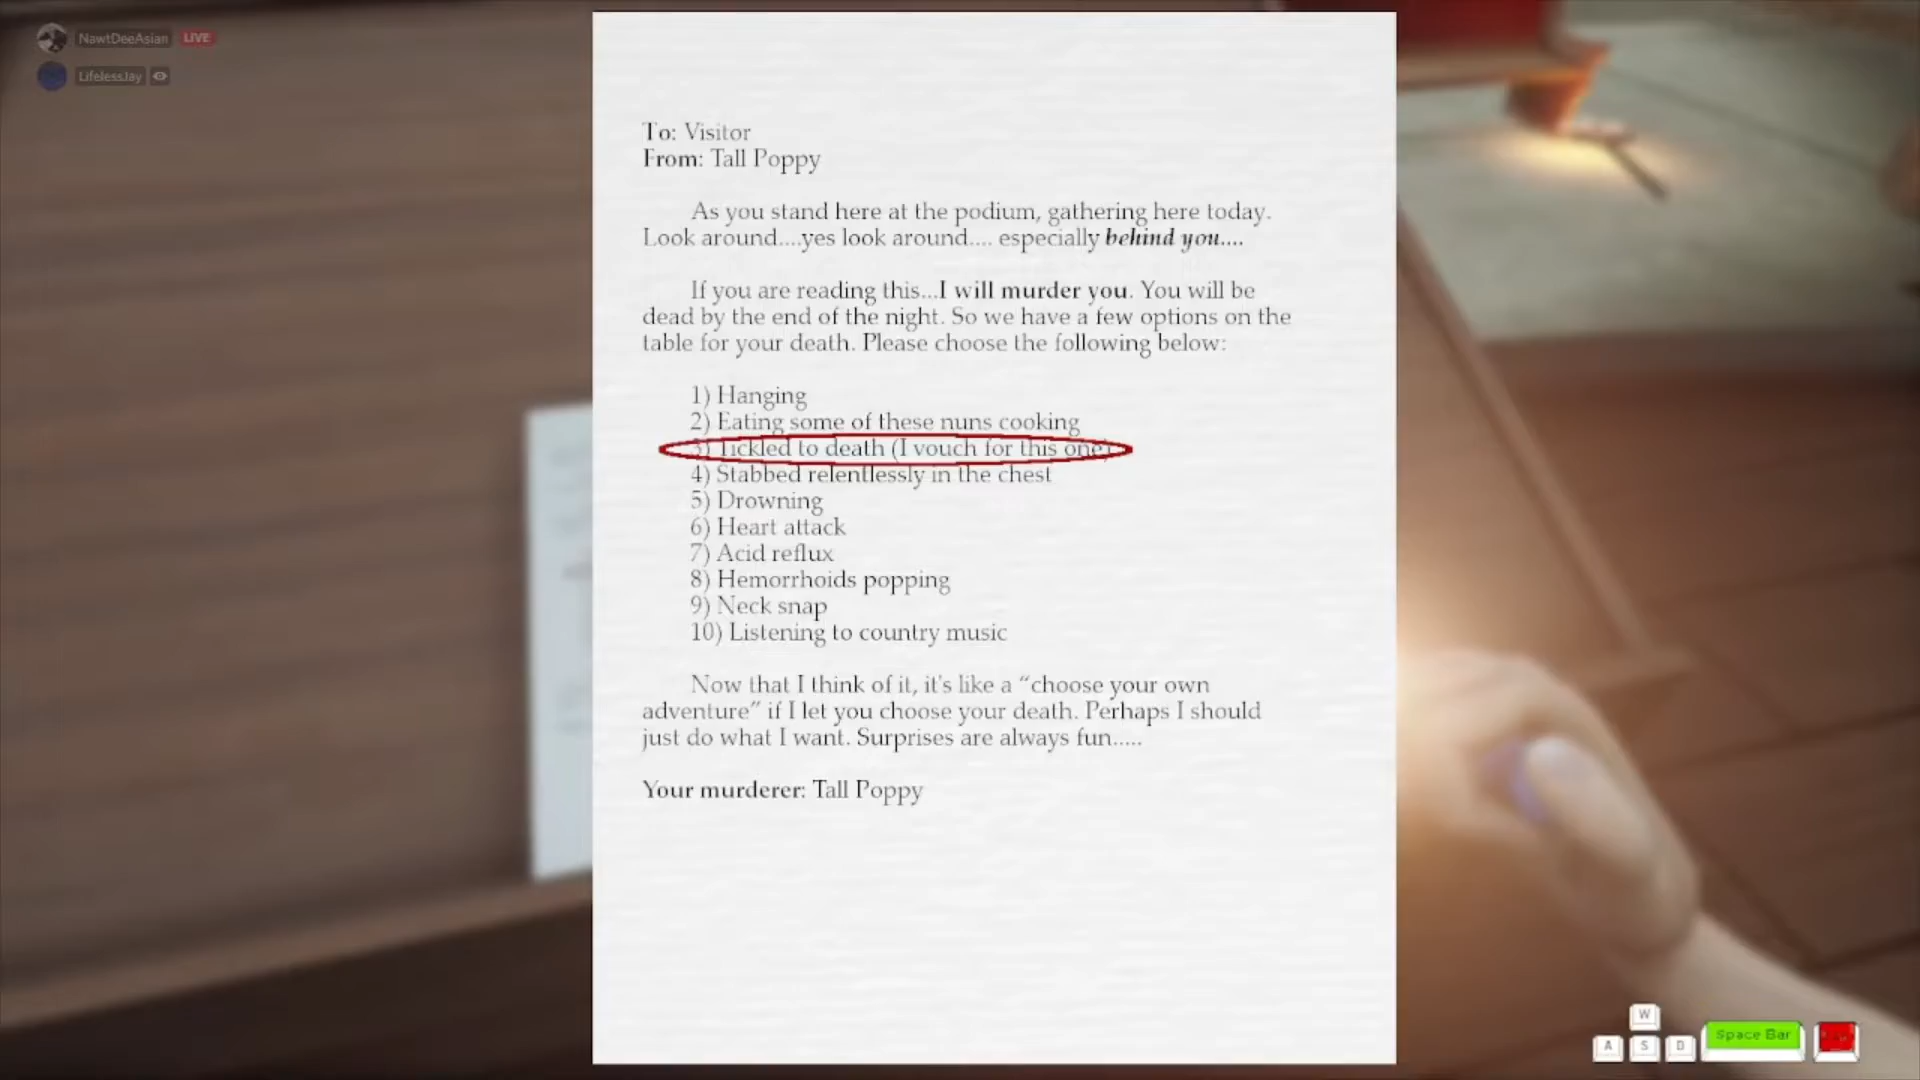 NawtDeeAsian LIVE
LifelessJay
To: Visitor
From: Tall Poppy
As you stand here at the podium, gathering here today.
Look around....yes look around.... especially behind you....
If you are reading this...I will murder you. You will be
dead by the end of the night. So we have a few options on the
table for your death. Please choose the following below:
1) Hanging
2) Eating some of these nuns cooking
3) Tickled to death (I vouch for this one)
4) Stabbed relentlessly in the chest
5) Drowning
6) Heart attack
7) Acid reflux
8) Hemorrhoids popping
9) Neck snap
10) Listening to country music
Now that I think of it, it's like a “choose your own
adventure” if I let you choose your death. Perhaps I should
just do what I want. Surprises are always fun.....
Your murderer: Tall Poppy
W
A S D Space Bar